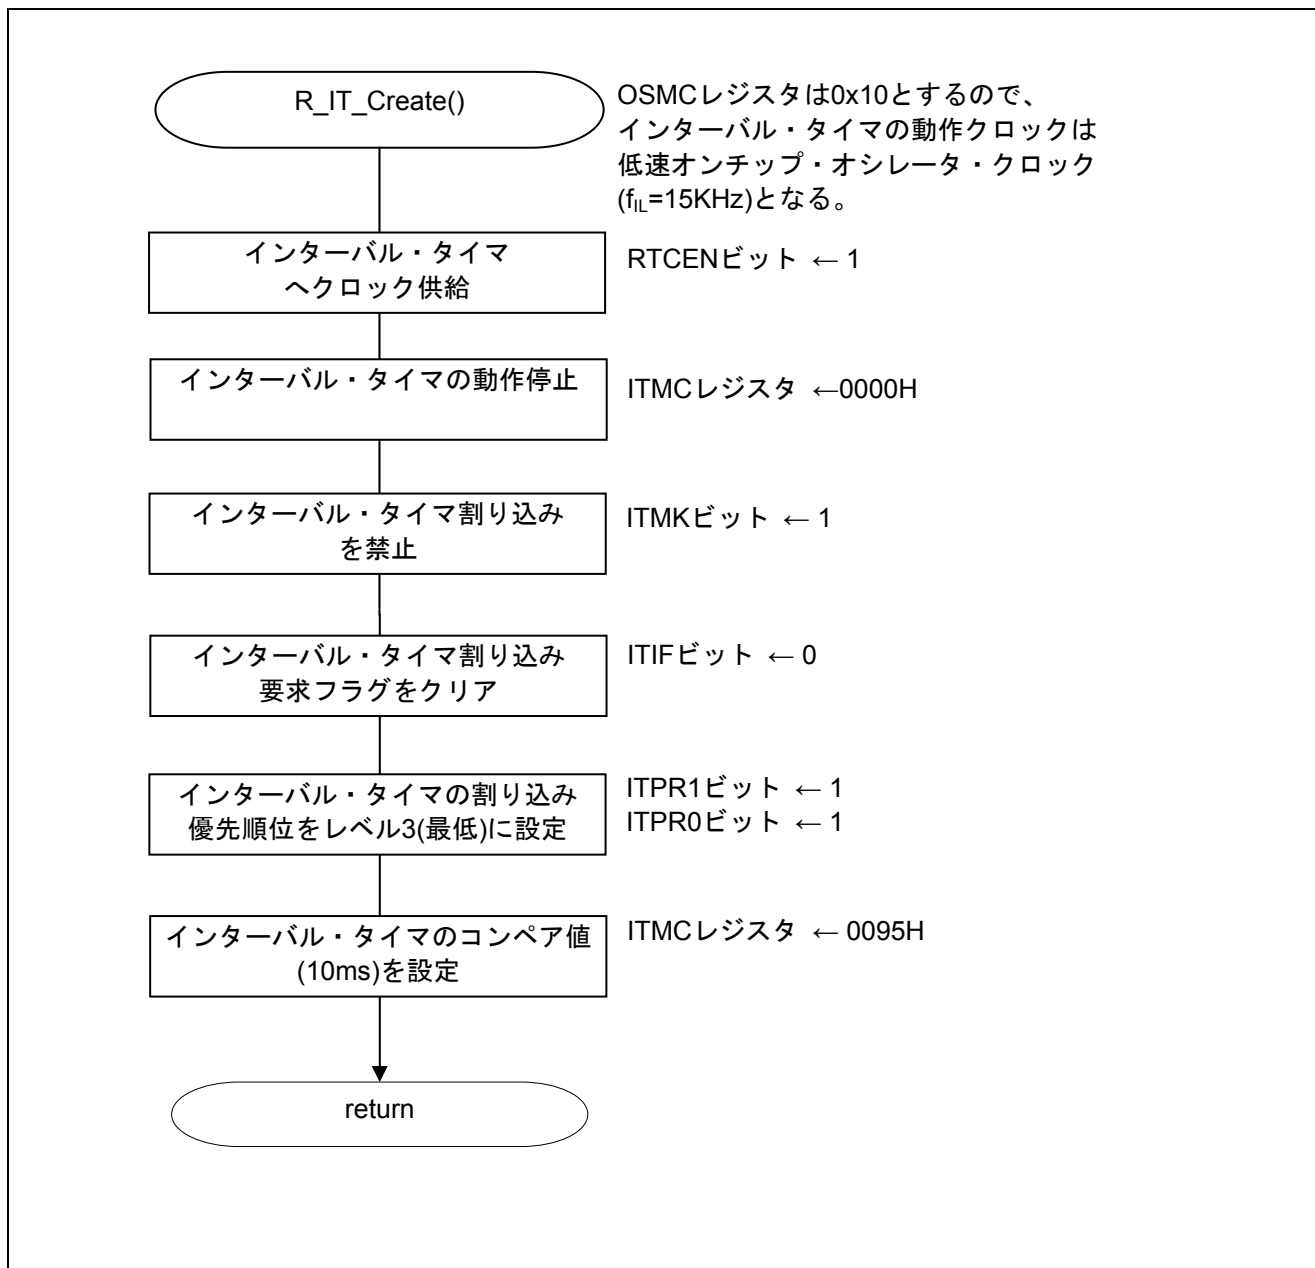 R_IT_Create()
OSMCレジスタは0x10とするので、
インターバル・タイマの動作クロックは
低速オンチップ・オシレータ・クロック
(fIL=15KHz)となる。
インターバル・タイマ
へクロック供給
RTCENビット ← 1
インターバル・タイマの動作停止
ITMCレジスタ ←0000H
インターバル・タイマ割り込み
を禁止
ITMKビット ← 1
インターバル・タイマ割り込み
要求フラグをクリア
ITIFビット ← 0
インターバル・タイマの割り込み
優先順位をレベル3(最低)に設定
ITPR1ビット ← 1
ITPR0ビット ← 1
インターバル・タイマのコンペア値
(10ms)を設定
ITMCレジスタ ← 0095H
return